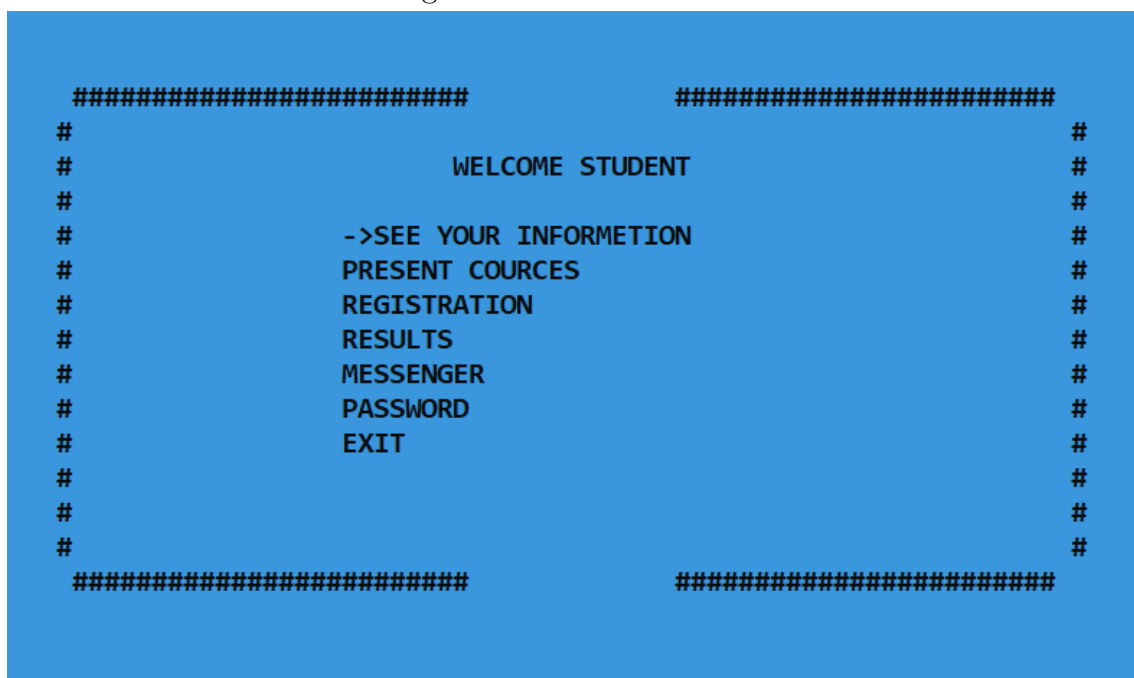 ######################### ########################
# #
# WELCOME STUDENT #
# #
# ->SEE YOUR INFORMETION #
# PRESENT COURCES #
# REGISTRATION #
# RESULTS #
# MESSENGER #
# PASSWORD #
# EXIT #
# #
# #
# #
######################### ########################